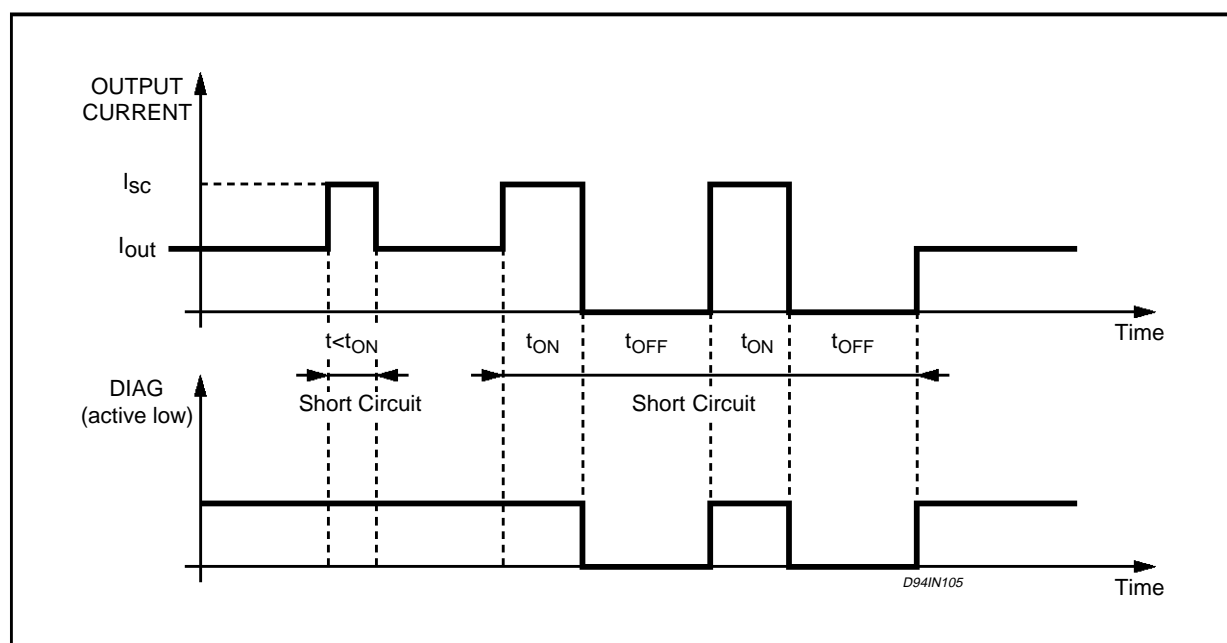 OUTPUT
CURRENT
Isc
Iout
Time
t<tON
tON
tOFF
tON
tOFF
DIAG
(active low)
Short Circuit
Short Circuit
D94IN105
Time